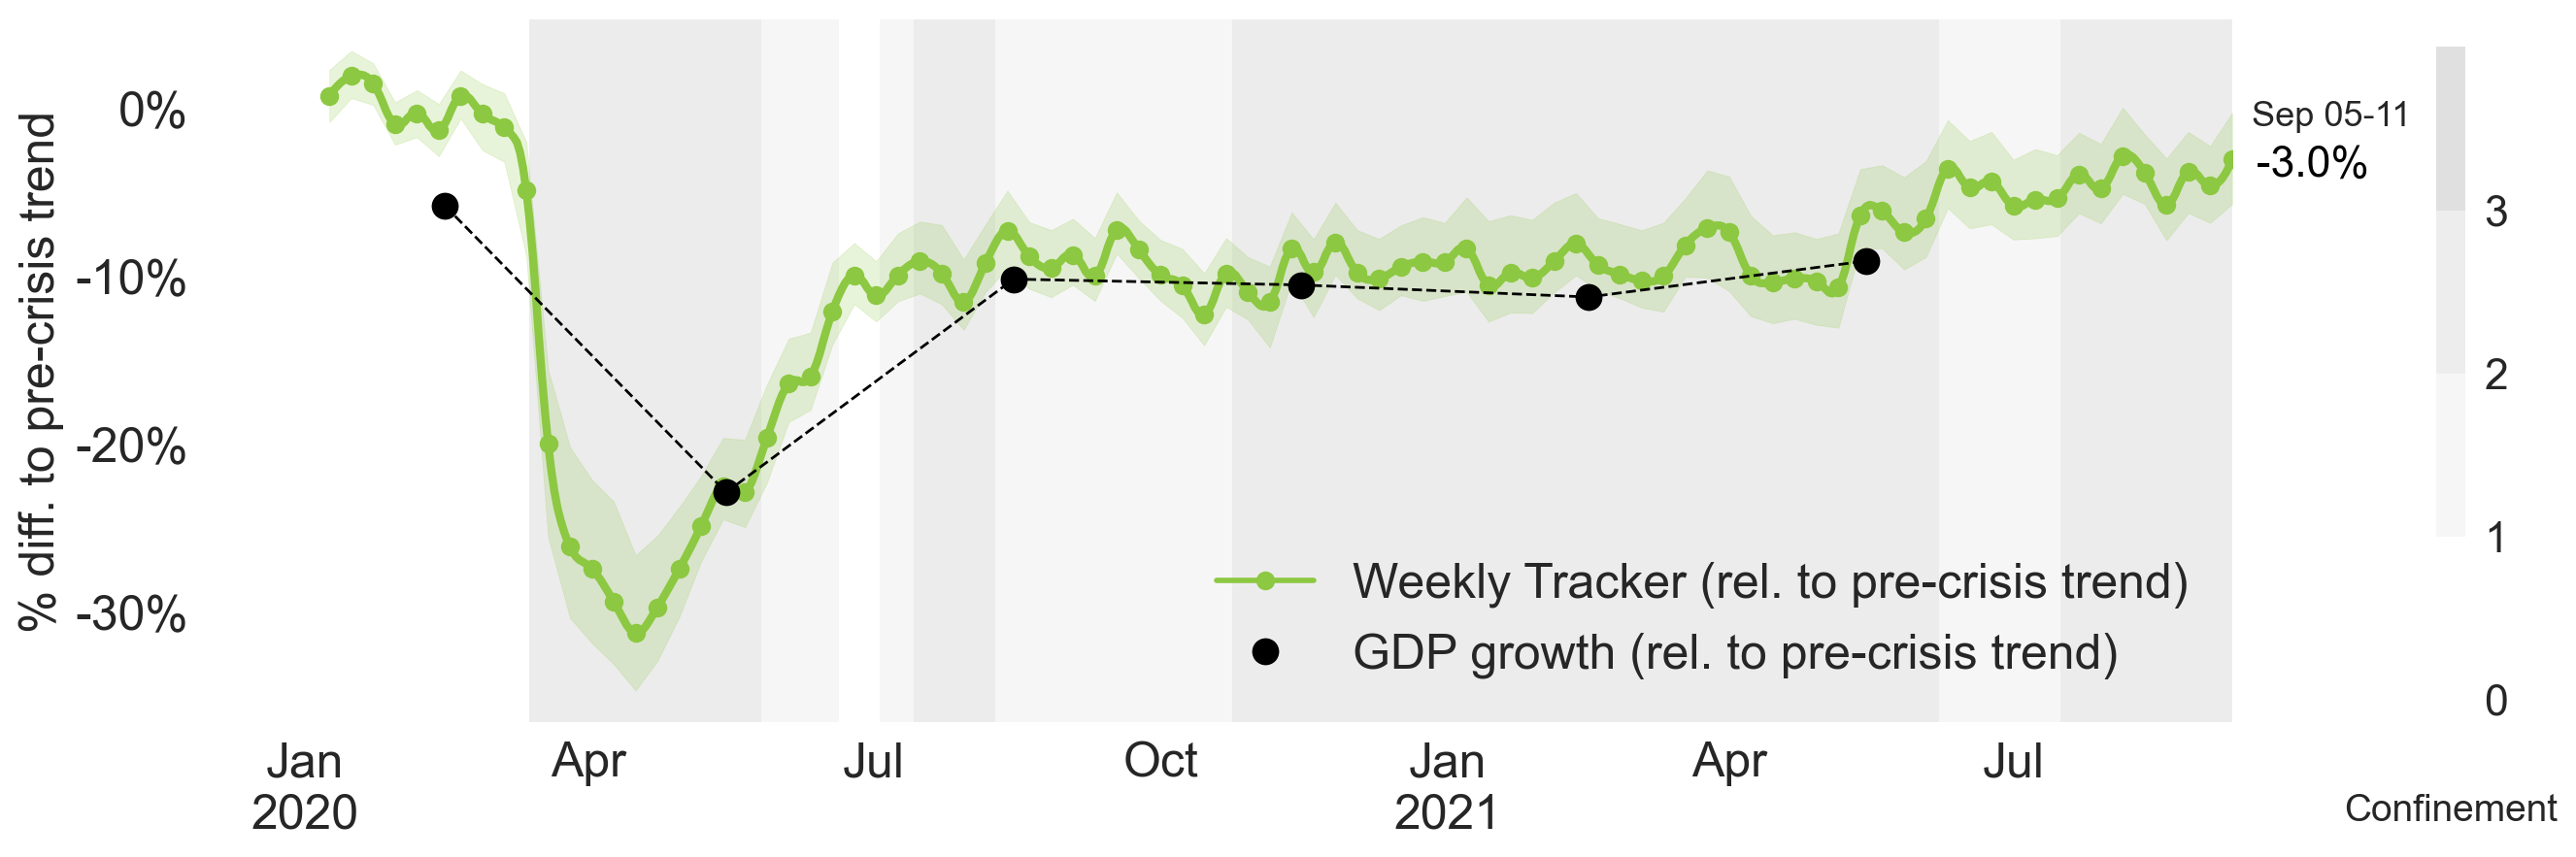 % diff. to pre-crisis trend
0%
-10%
-20%
-30%
Jan
2020
Apr
Jul
Oct
Jan
2021
Apr
Jul
Weekly Tracker (rel. to pre-crisis trend)
GDP growth (rel. to pre-crisis trend)
Sep 05-11
-3.0%
3
2
1
0
Confinement